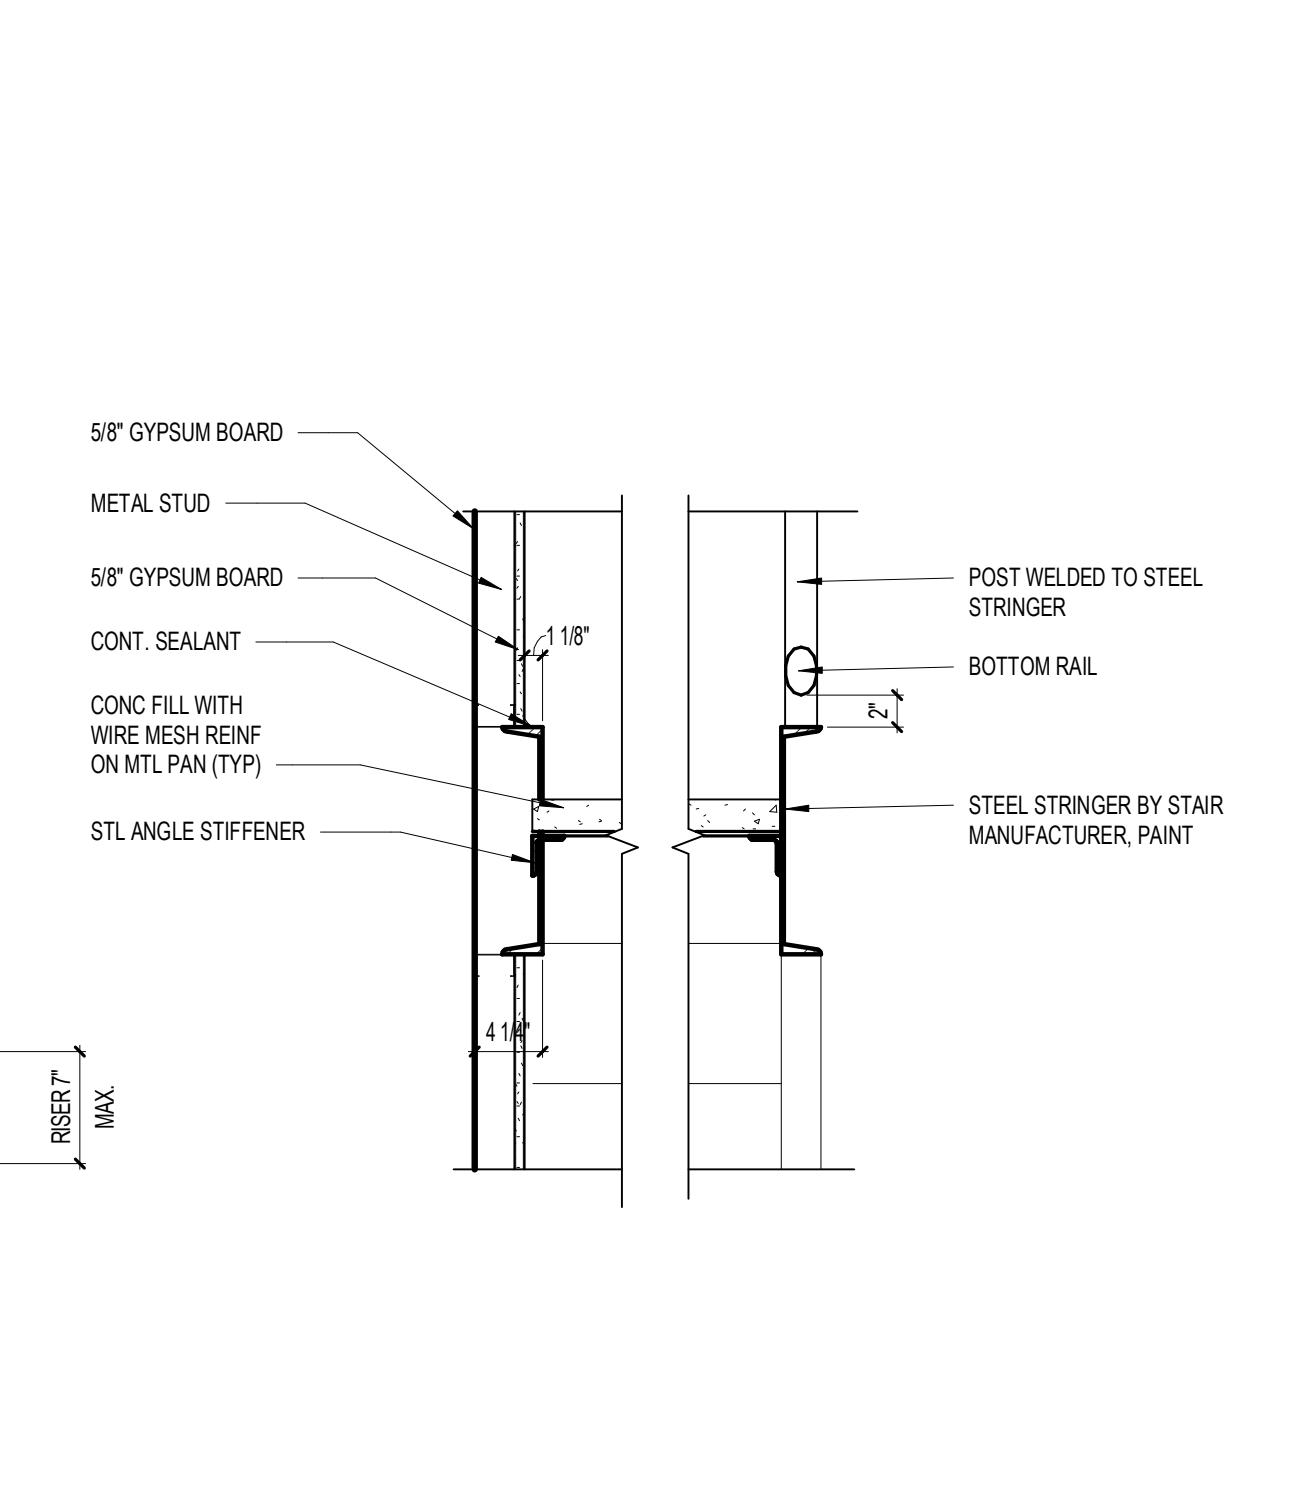 5/8" GYPSUM BOARD
METAL STUD
5/8" GYPSUM BOARD
CONT. SEALANT
CONC FILL WITH
WIRE MESH REINF
ON MTL PAN (TYP)
STL ANGLE STIFFENER
1 1/8"
4 1/4"
2"
POST WELDED TO STEEL
STRINGER
BOTTOM RAIL
STEEL STRINGER BY STAIR
MANUFACTURER, PAINT
RISER 7"
MAX.